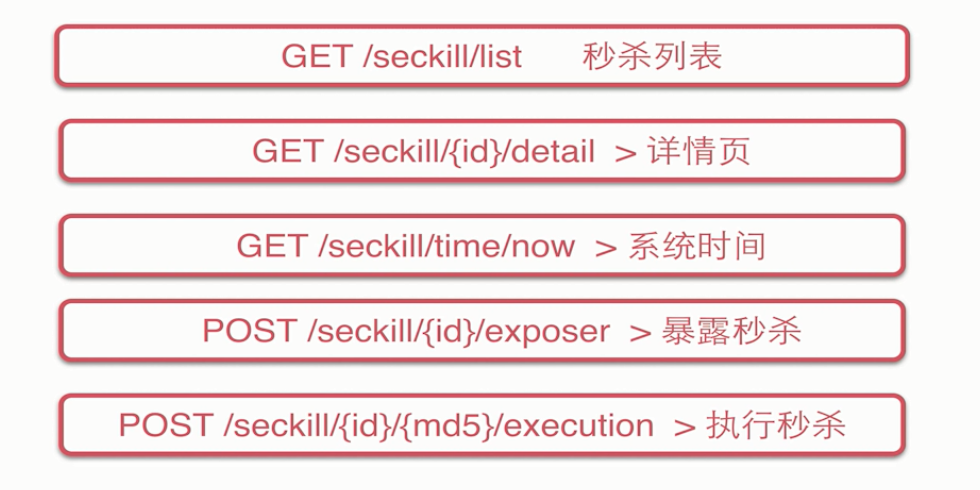 GET /seckill/list 秒杀列表
GET /seckill/{id}/detail > 详情页
GET /seckill/time/now > 系统时间
POST /seckill/{id}/exposer > 暴露秒杀
POST /seckill/{id}/{md5}/execution > 执行秒杀